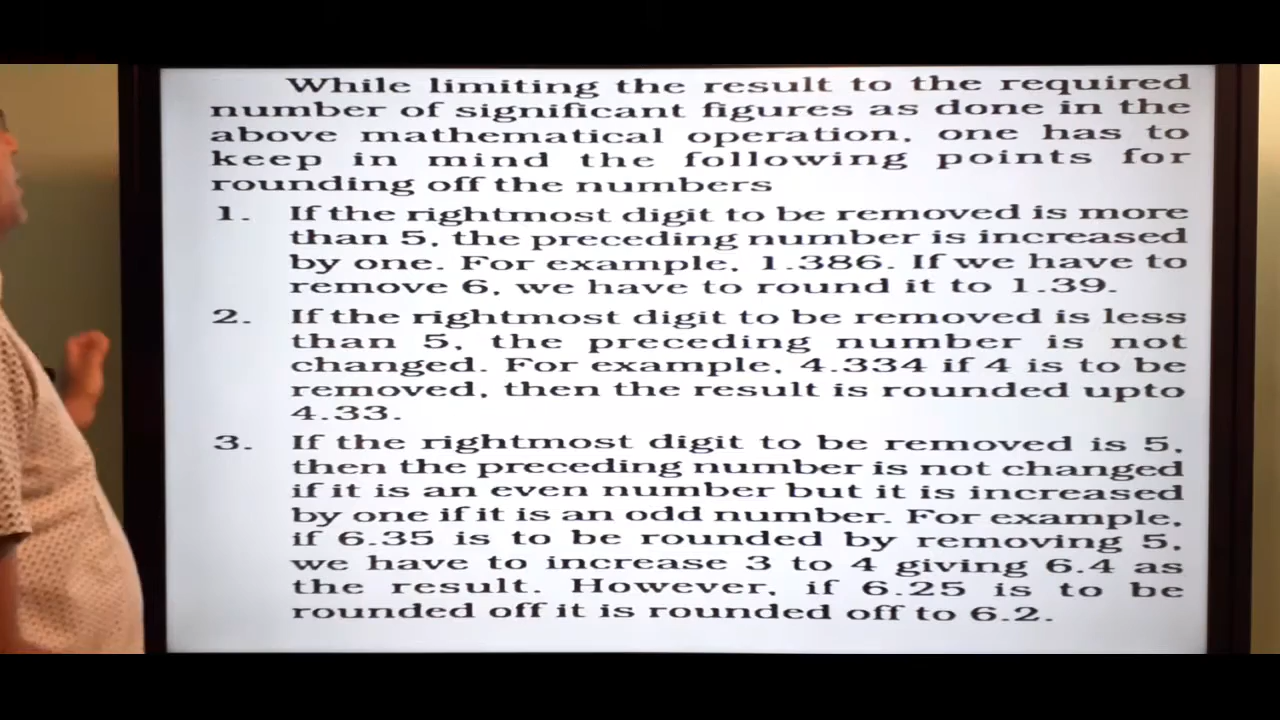 While limiting the result to the required
number of significant figures as done in the
above mathematical operation, one has to
keep in mind the following points for
rounding off the numbers
1. If the rightmost digit to be removed is more
than 5, the preceding number is increased
by one. For example, 1.386. If we have to
remove 6, we have to round it to 1.39.
2. If the rightmost digit to be removed is less
than 5, the preceding number is not
changed. For example, 4.334 if 4 is to be
removed, then the result is rounded upto
4.33.
3. If the rightmost digit to be removed is 5,
then the preceding number is not changed
if it is an even number but it is increased
by one if it is an odd number. For example,
if 6.35 is to be rounded by removing 5,
we have to increase 3 to 4 giving 6.4 as
the result. However, if 6.25 is to be
rounded off it is rounded off to 6.2.